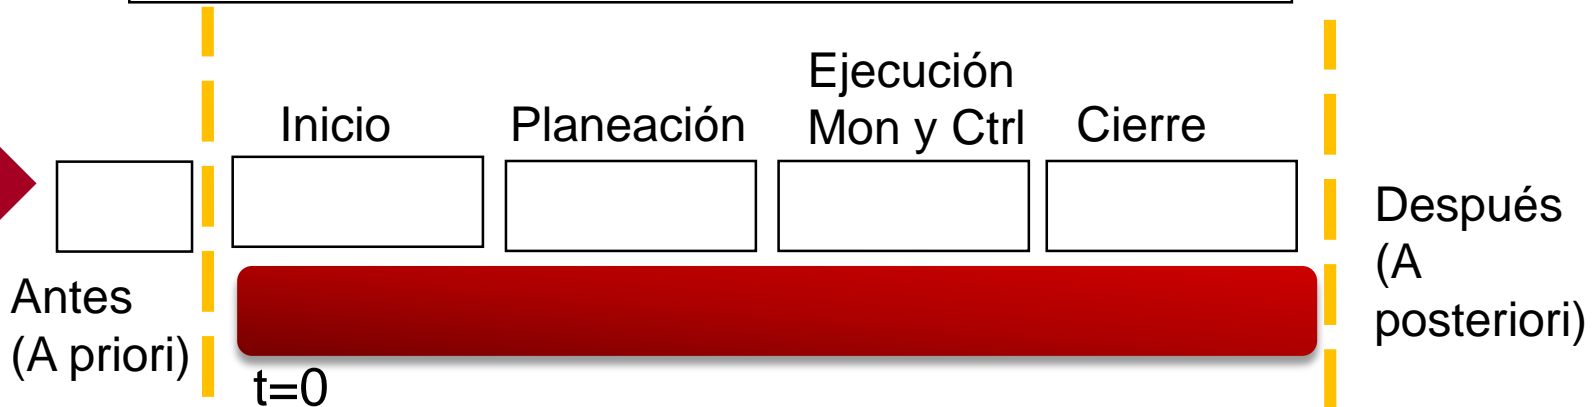 Inicio
Planeación
Ejecución
Mon y Ctrl
Cierre
Antes
(A priori)
t=0
Después
(A
posteriori)